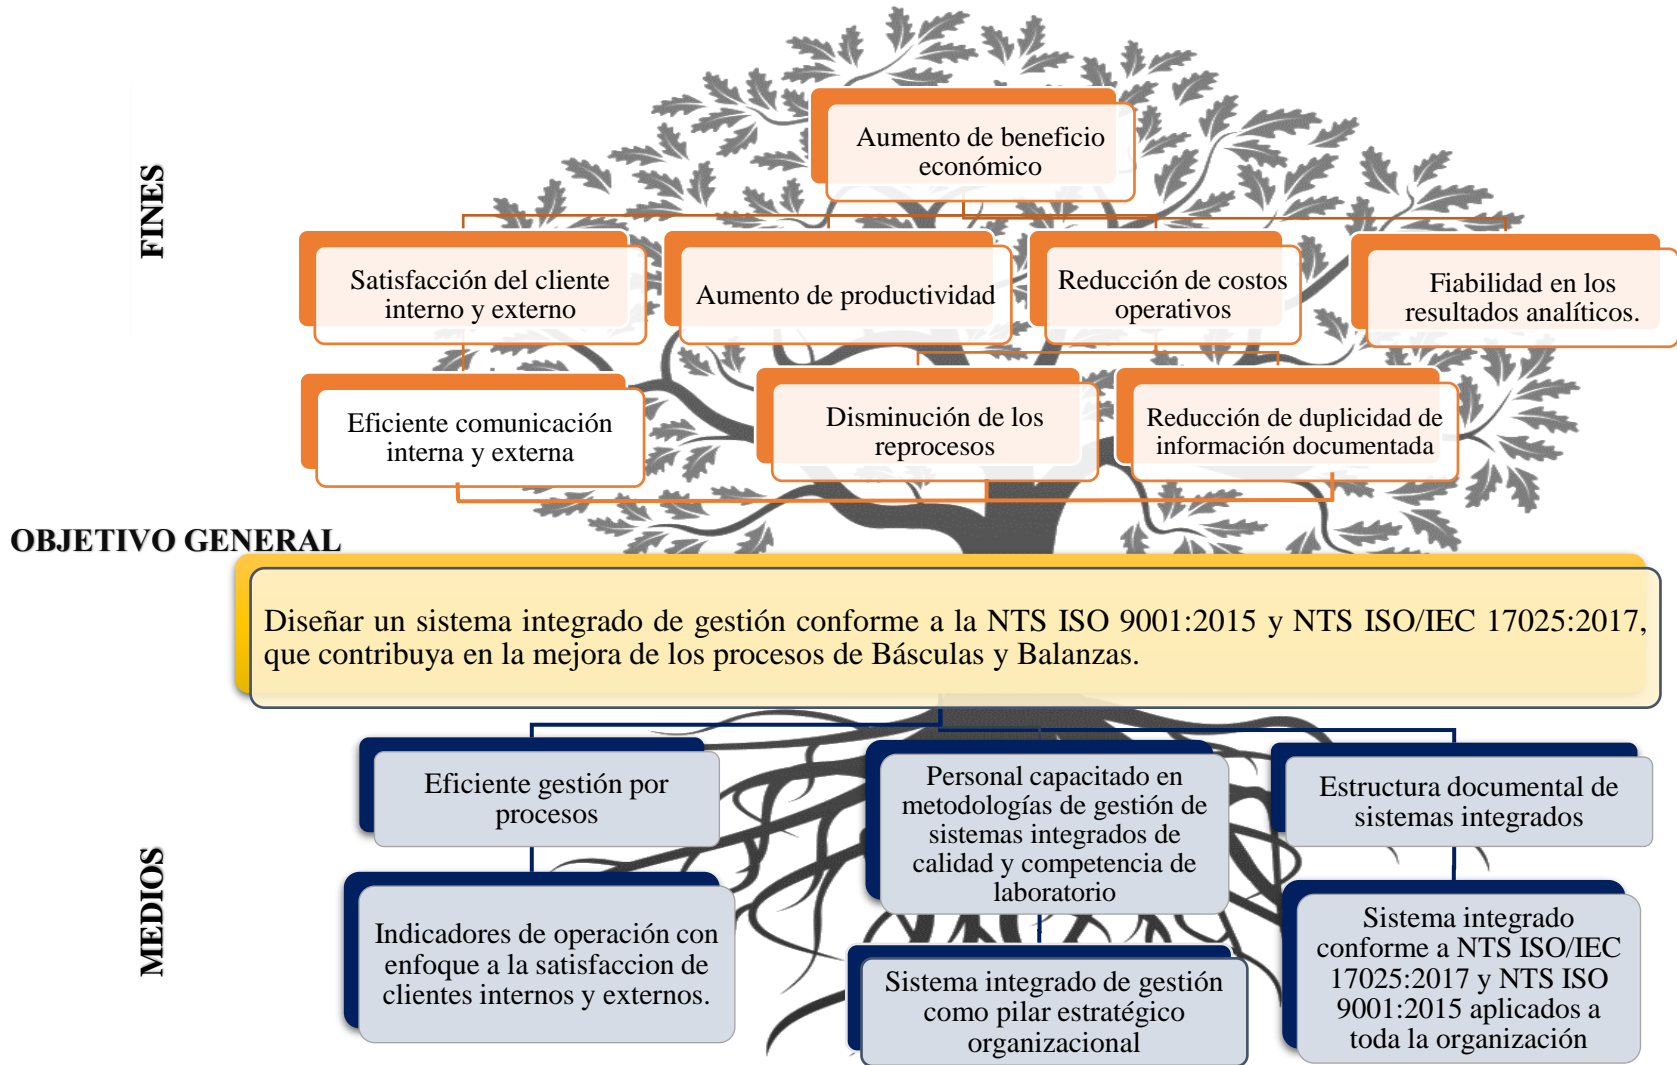 FINES
Aumento de beneficio
económico
Satisfacción del cliente
interno y externo
Aumento de productividad
Reducción de costos
operativos
Fiabilidad en los
resultados analíticos.
Eficiente comunicación
interna y externa
Disminución de los
reprocesos
Reducción de duplicidad de
información documentada
OBJETIVO GENERAL
Diseñar un sistema integrado de gestión conforme a la NTS ISO 9001:2015 y NTS ISO/IEC 17025:2017,
que contribuya en la mejora de los procesos de Básculas y Balanzas.
MEDIOS
Eficiente gestión por
procesos
Personal capacitado en
metodologías de gestión de
sistemas integrados de
calidad y competencia de
laboratorio
Estructura documental de
sistemas integrados
Indicadores de operación con
enfoque a la satisfaccion de
clientes internos y externos.
Sistema integrado de gestión
como pilar estratégico
organizacional
Sistema integrado
conforme a NTS ISO/IEC
17025:2017 y NTS ISO
9001:2015 aplicados a
toda la organización